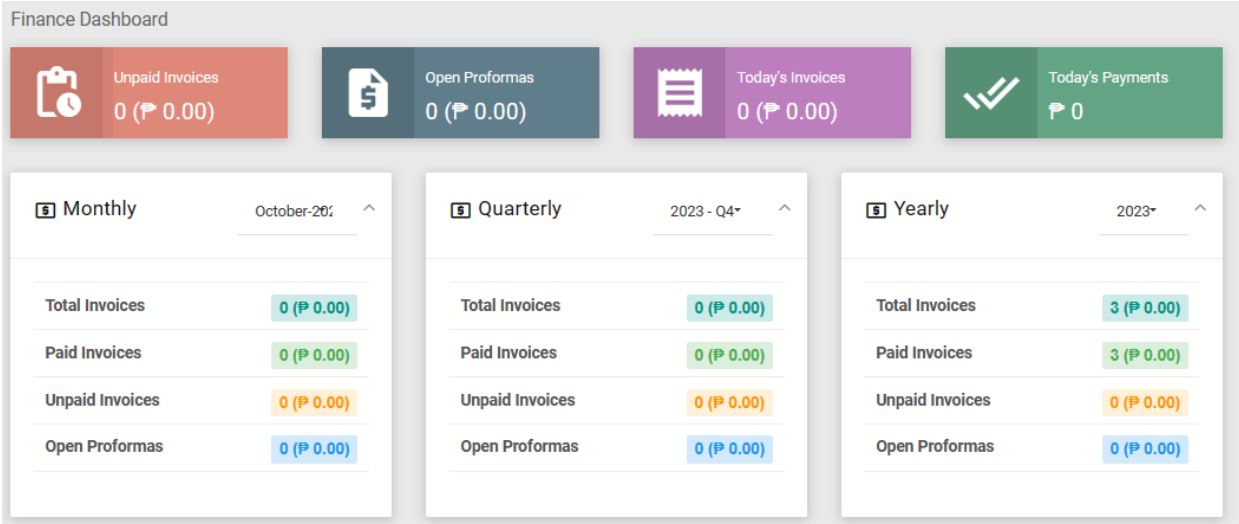 Finance Dashboard
Unpaid Invoices
0 (₱ 0.00)
Open Proformas
0 (₱ 0.00)
Today's Invoices
0 (₱ 0.00)
Today's Payments
₱ 0
Monthly
October-202
Total Invoices 0 (₱ 0.00)
Paid Invoices 0 (₱ 0.00)
Unpaid Invoices 0 (₱ 0.00)
Open Proformas 0 (₱ 0.00)
Quarterly
2023 - Q4
Total Invoices 0 (₱ 0.00)
Paid Invoices 0 (₱ 0.00)
Unpaid Invoices 0 (₱ 0.00)
Open Proformas 0 (₱ 0.00)
Yearly
2023
Total Invoices 3 (₱ 0.00)
Paid Invoices 3 (₱ 0.00)
Unpaid Invoices 0 (₱ 0.00)
Open Proformas 0 (₱ 0.00)